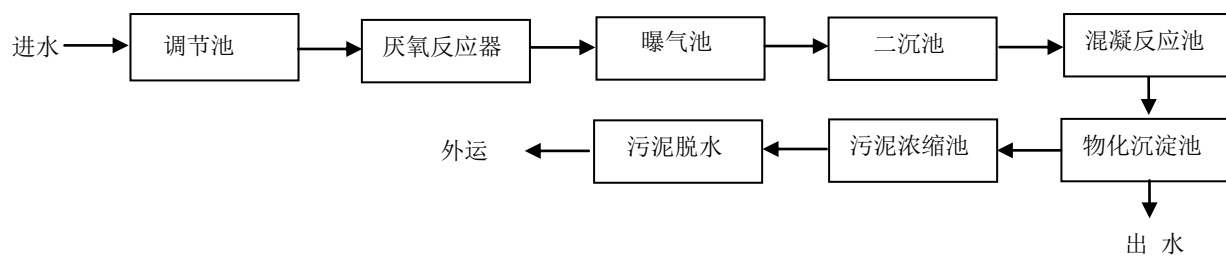 进水
调节池
厌氧反应器
曝气池
二沉池
混凝反应池
外运
污泥脱水
污泥浓缩池
物化沉淀池
出 水